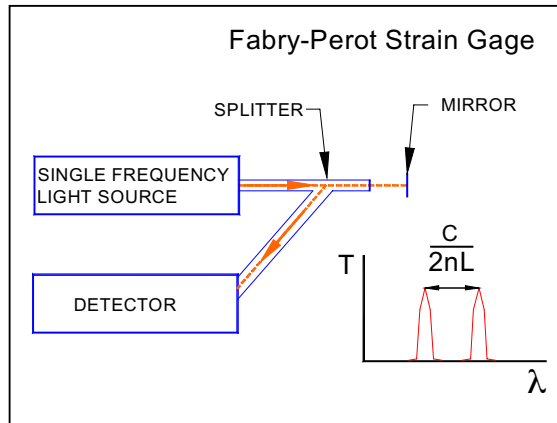 Fabry-Perot Strain Gage
SPLITTER
MIRROR
SINGLE FREQUENCY
LIGHT SOURCE
DETECTOR
C
2nL
T
λ